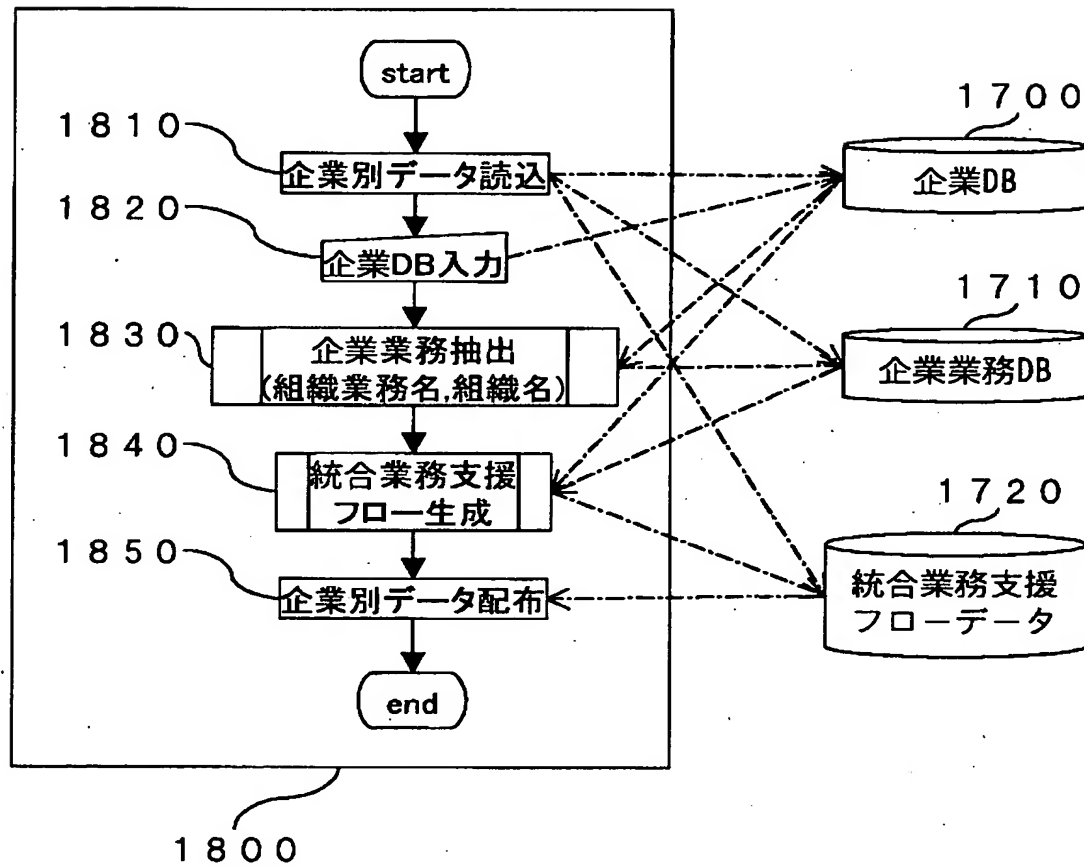 start
1700
1810
企業別データ読込
企業DB
1820
企業DB入力
1710
1830
企業業務抽出
(組織業務名,組織名)
企業業務DB
1840
統合業務支援
フロー生成
1720
1850
企業別データ配布
統合業務支援
フローデータ
end
1800